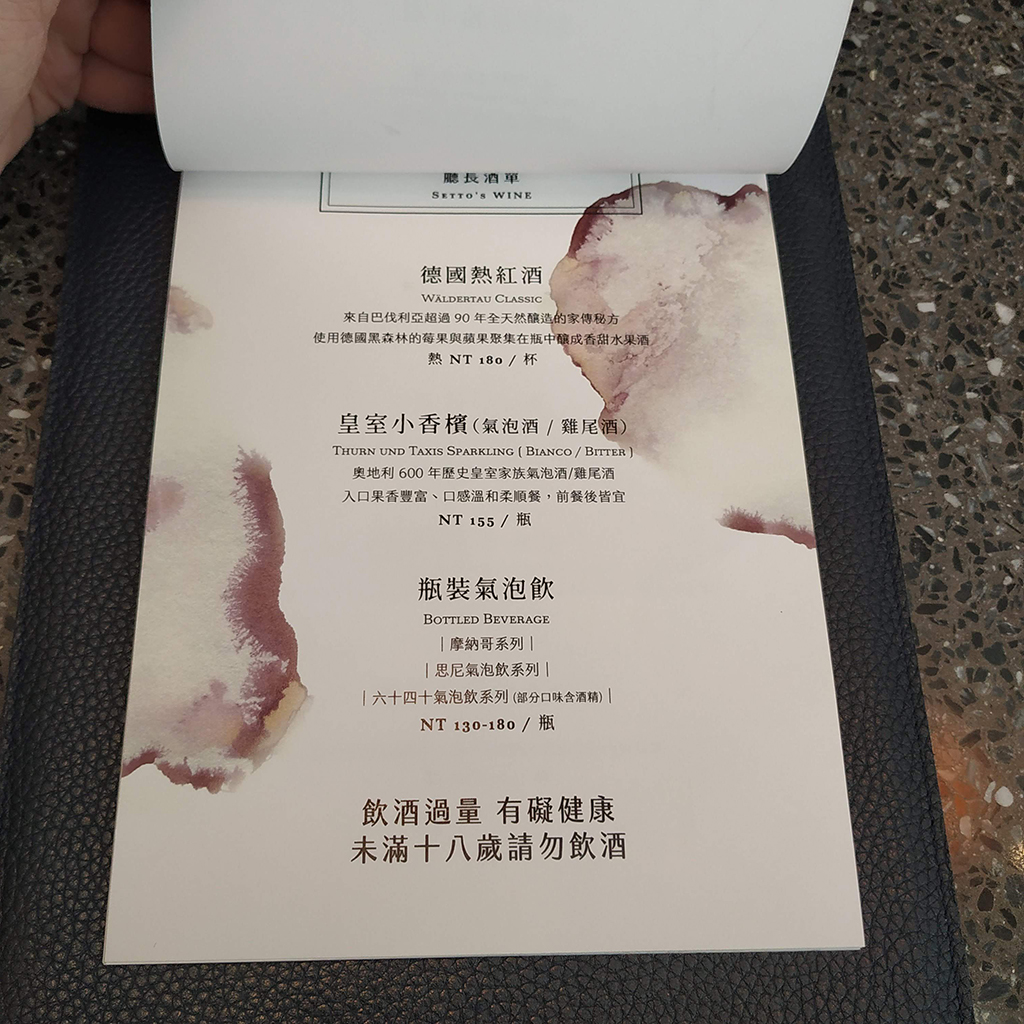 廳長酒單
SETTO'S WINE
德國熱紅酒
WÄLDERTAU CLASSIC
來自巴伐利亞超過 90 年全天然釀造的家傳秘方
使用德國黑森林的莓果與蘋果聚集在瓶中釀成香甜水果酒
熱 NT 180 / 杯
皇室小香檳(氣泡酒 / 雞尾酒)
THURN UND TAXIS SPARKLING ( BIANCO / BITTER )
奧地利 600 年歷史皇室家族氣泡酒/雞尾酒
入口果香豐富、口感溫和柔順餐，前餐後皆宜
NT 155 / 瓶
瓶裝氣泡飲
BOTTLED BEVERAGE
| 摩納哥系列 |
| 思尼氣泡飲系列 |
| 六十四十氣泡飲系列 (部分口味含酒精) |
NT 130-180 / 瓶
飲酒過量 有礙健康
未滿十八歲請勿飲酒